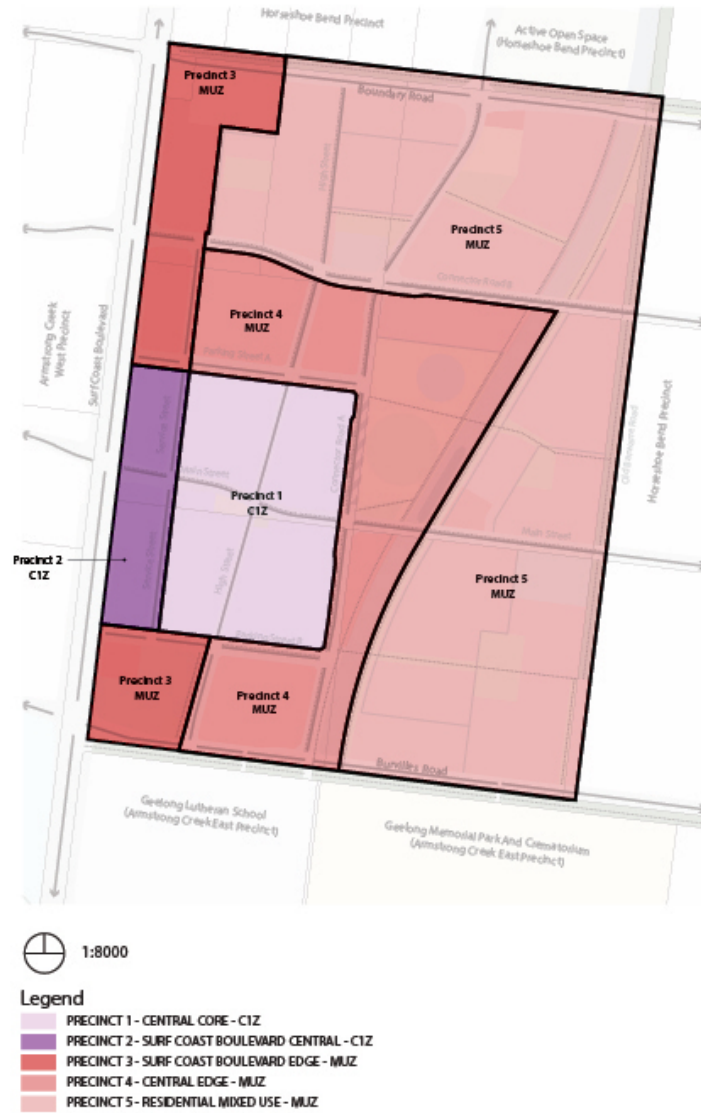 Horseshoe Bend Precinct
Active Open Space
(Horseshoe Bend Precinct)
Precinct 3
MUZ
Boundary Road
High Street
Precinct 5
MUZ
Precinct 4
MUZ
Armstrong Creek
West Precinct
Surf Coast Boulevard
Horseshoe Bend Precinct
Precinct 1
C1Z
High Street
Main Street
Precinct 2
C1Z
Precinct 5
MUZ
Precinct 3
MUZ
Precinct 4
MUZ
Burvilles Road
Geelong Lutheran School
(Armstrong Creek East Precinct)
Geelong Memorial Park And Crematorium
(Armstrong Creek East Precinct)
1:8000
Legend
PRECINCT 1 - CENTRAL CORE - C1Z
PRECINCT 2 - SURF COAST BOULEVARD CENTRAL - C1Z
PRECINCT 3 - SURF COAST BOULEVARD EDGE - MUZ
PRECINCT 4 - CENTRAL EDGE - MUZ
PRECINCT 5 - RESIDENTIAL MIXED USE - MUZ